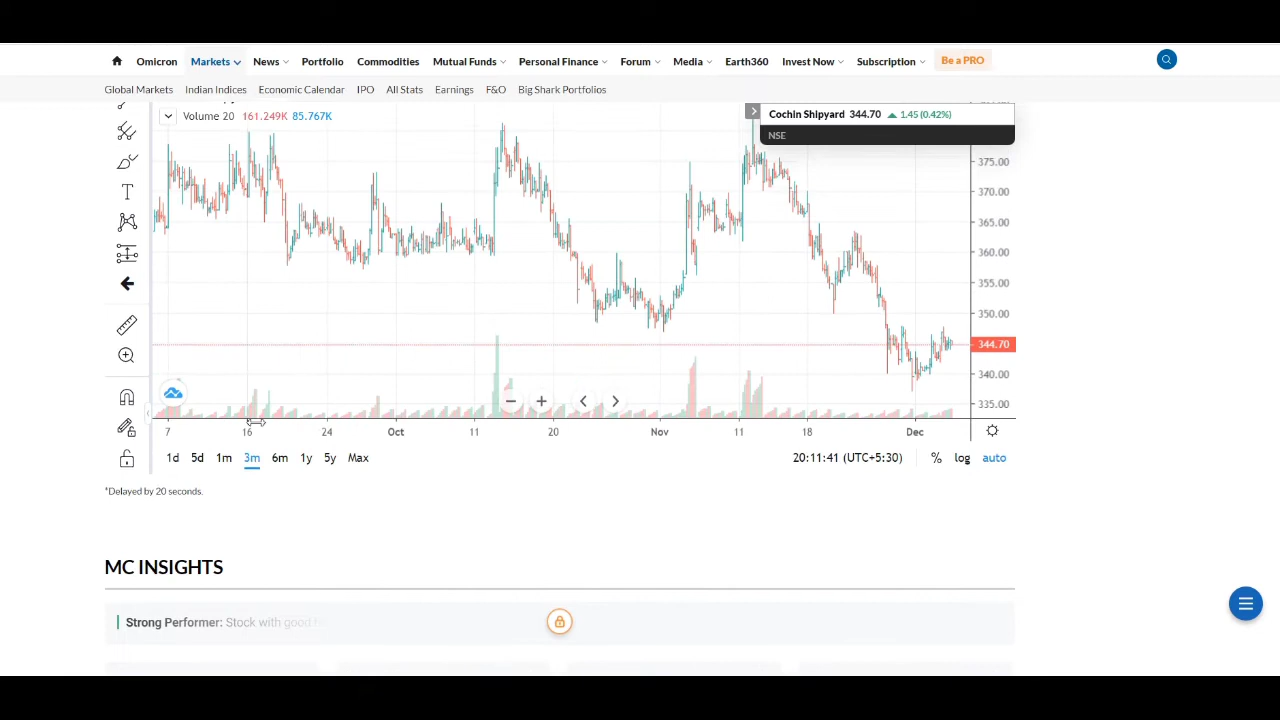 Omicron Markets News Portfolio Commodities Mutual Funds Personal Finance Forum Media Earth360 Invest Now Subscription Be a PRO
Global Markets Indian Indices Economic Calendar IPO All Stats Earnings F&O Big Shark Portfolios
Volume 20 161.249K 85.767K
Cochin Shipyard 344.70 1.45 (0.42%)
NSE
375.00
370.00
365.00
360.00
355.00
350.00
344.70
340.00
335.00
7 16 24 Oct 11 20 Nov 11 18 Dec
1d 5d 1m 3m 6m 1y 5y Max 20:11:41 (UTC+5:30) % log auto
*Delayed by 20 seconds.
MC INSIGHTS
Strong Performer: Stock with good